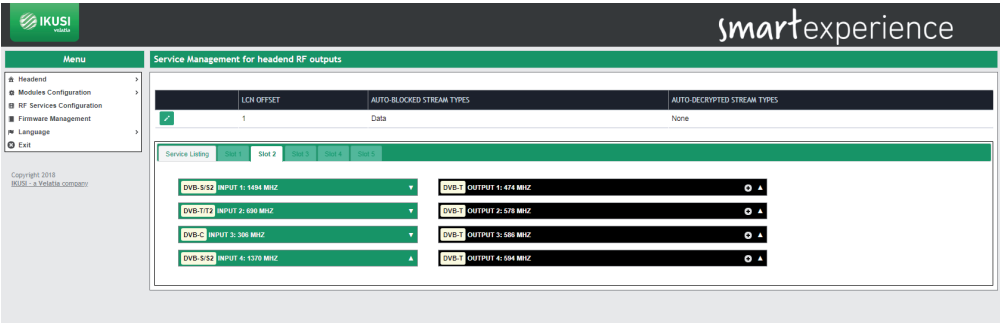 IKUSI
velatia
smartexperience
Menu
Service Management for headend RF outputs
Headend
Modules Configuration
RF Services Configuration
Firmware Management
Language
Exit
Copyright 2018
IKUSI - a Velatia company
LCN OFFSET AUTO-BLOCKED STREAM TYPES AUTO-DECRYPTED STREAM TYPES
1 Data None
Service Listing Slot 1 Slot 2 Slot 3 Slot 4 Slot 5
DVB-S/S2 INPUT 1: 1494 MHZ
DVB-T OUTPUT 1: 474 MHZ
DVB-T/T2 INPUT 2: 690 MHZ
DVB-T OUTPUT 2: 578 MHZ
DVB-C INPUT 3: 306 MHZ
DVB-T OUTPUT 3: 586 MHZ
DVB-S/S2 INPUT 4: 1370 MHZ
DVB-T OUTPUT 4: 594 MHZ